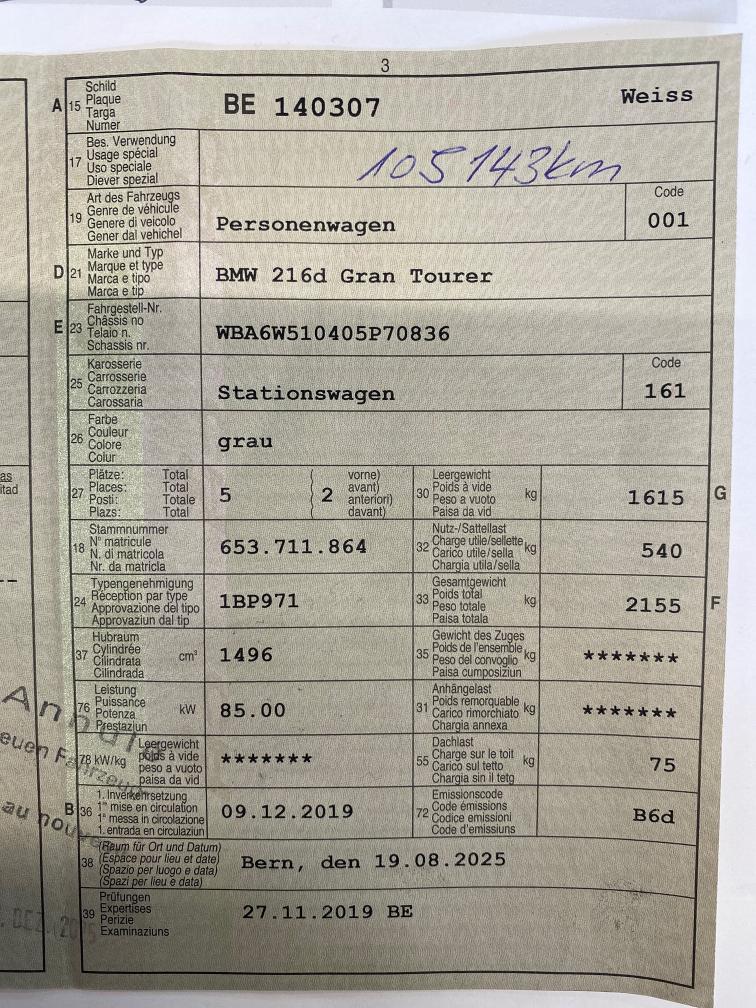 3
A 15 Schild
Plaque
Targa
Numer
BE 140307 Weiss
17 Bes. Verwendung
Usage spécial
Uso speciale
Diever spezial
105143km
19 Art des Fahrzeugs
Genre de véhicule
Genere di veicolo
Gener dal vehichel
Personenwagen
Code
001
D 21 Marke und Typ
Marque et type
Marca e tipo
Marca e tip
BMW 216d Gran Tourer
E 23 Fahrgestell-Nr.
Châssis no
Telaio n.
Schassis nr.
WBA6W510405P70836
25 Karosserie
Carrosserie
Carrozzeria
Carossaria
Stationswagen
Code
161
26 Farbe
Couleur
Colore
Colur
grau
27 Plätze: Total
Places: Total
Posti: Totale
Plazs: Total
5 ( 2 vorne)
avant)
anteriori)
davant)
30 Leergewicht
Poids à vide
Peso a vuoto
Paisa da vid
kg 1615 G
18 Stammnummer
N° matricule
N. di matricola
Nr. da matricla
653.711.864
32 Nutz-/Sattellast
Charge utile/sellette
Carico utile/sella
Chargia utila/sella
kg 540
24 Typengenehmigung
Réception par type
Approvazione del tipo
Approvaziun dal tip
1BP971
33 Gesamtgewicht
Poids total
Peso totale
Paisa totala
kg 2155 F
37 Hubraum
Cylindrée
Cilindrata
Cilindrada
cm³ 1496
35 Gewicht des Zuges
Poids de l'ensemble
Peso del convoglio
Paisa cumposiziun
kg *******
76 Leistung
Puissance
Potenza
Prestaziun
kW 85.00
31 Anhängelast
Poids remorquable
Carico rimorchiato
Chargia annexa
kg *******
78 kW/kg Leergewicht
poids à vide
peso a vuoto
paisa da vid
*******
55 Dachlast
Charge sur le toit
Carico sul tetto
Chargia sin il tetg
kg 75
B 36 1. Inverkehrsetzung
1re mise en circulation
1a messa in circolazione
1. entrada en circulaziun
09.12.2019
72 Emissionscode
Code émissions
Codice emissioni
Code d'emissiuns
B6d
38 (Raum für Ort und Datum)
(Espace pour lieu et date)
(Spazio per luogo e data)
(Spazi per lieu e data)
Bern, den 19.08.2025
39 Prüfungen
Expertises
Perizie
Examinaziuns
27.11.2019 BE
as
itad
--
euen Fahrzeug
au nouve
DEZ. 2025